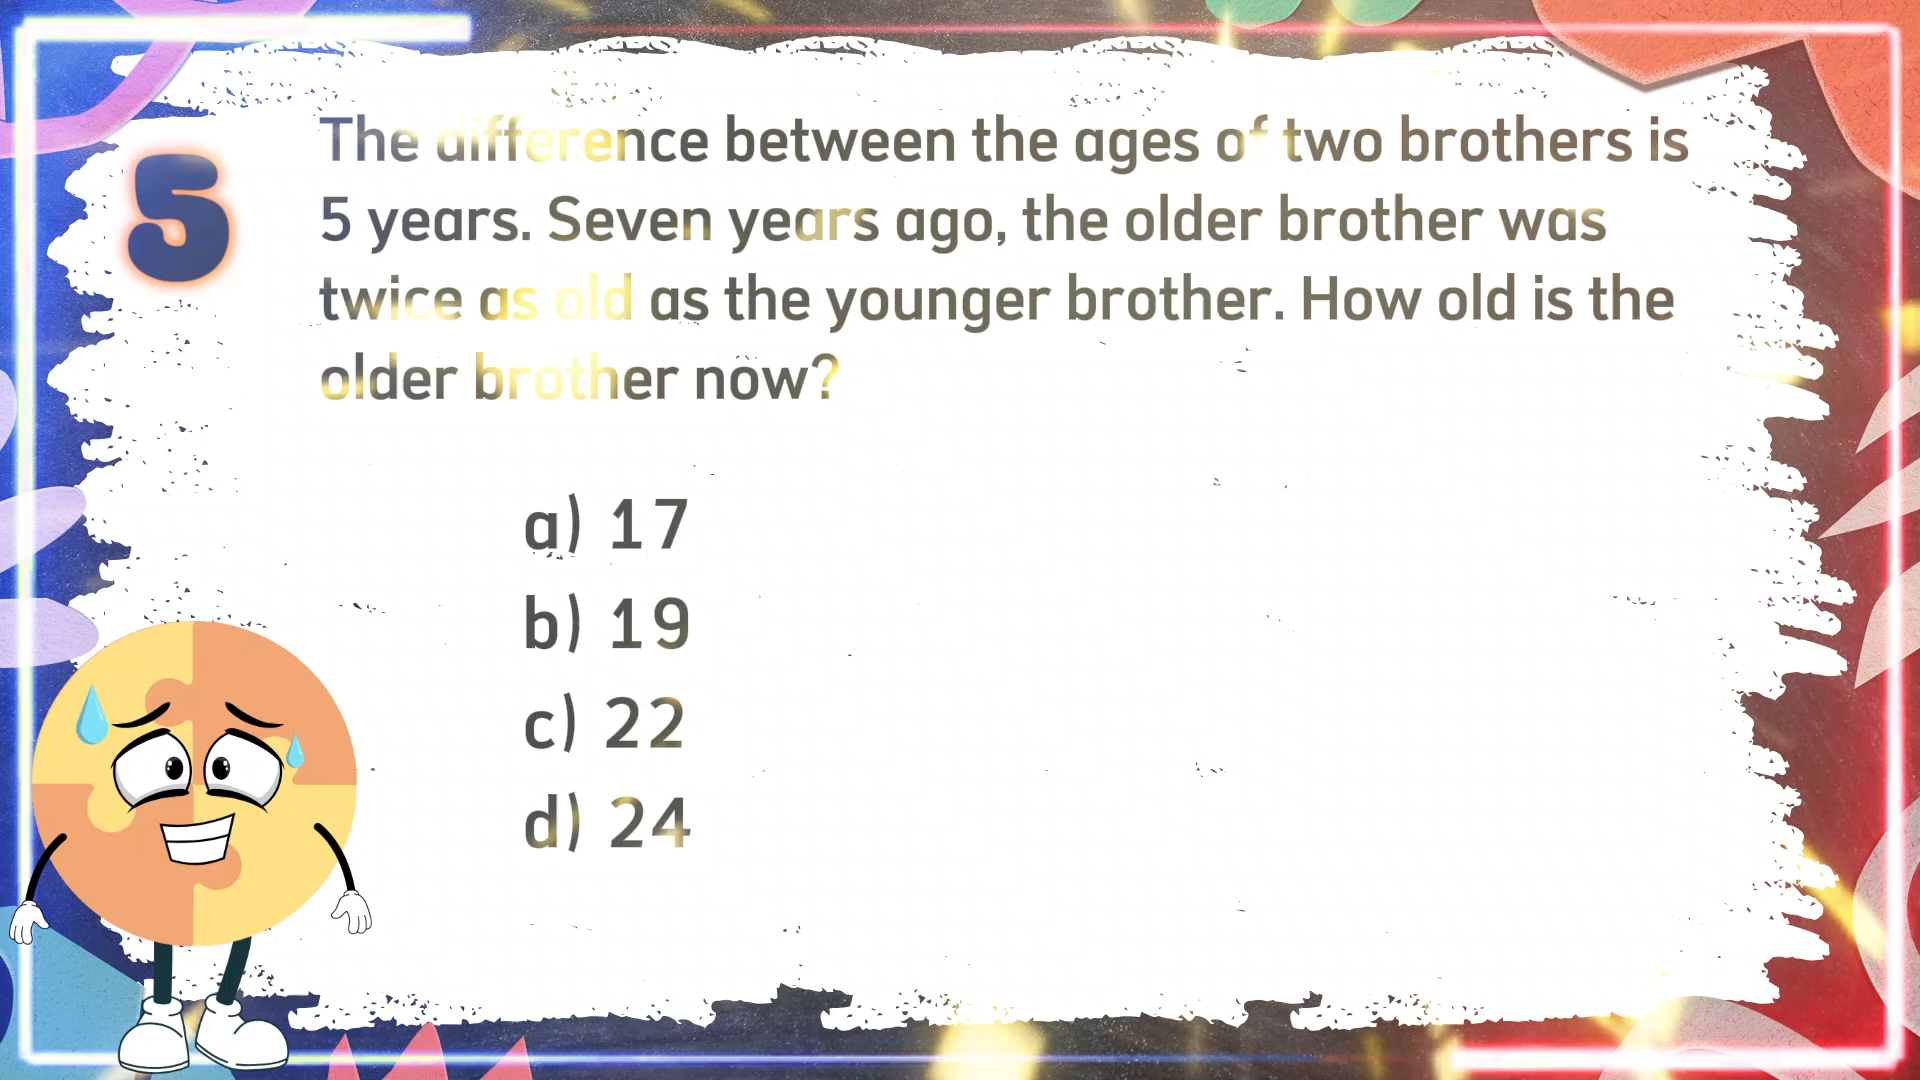 5
The difference between the ages of two brothers is
5 years. Seven years ago, the older brother was
twice as old as the younger brother. How old is the
older brother now?
a) 17
b) 19
c) 22
d) 24